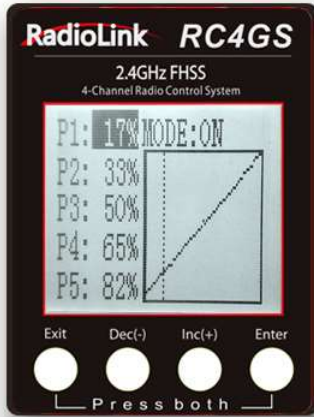 RadioLink RC4GS
2.4GHz FHSS
4-Channel Radio Control System
P1: 17% MODE:ON
P2: 33%
P3: 50%
P4: 65%
P5: 82%
Exit Dec(-) Inc(+) Enter
Press both